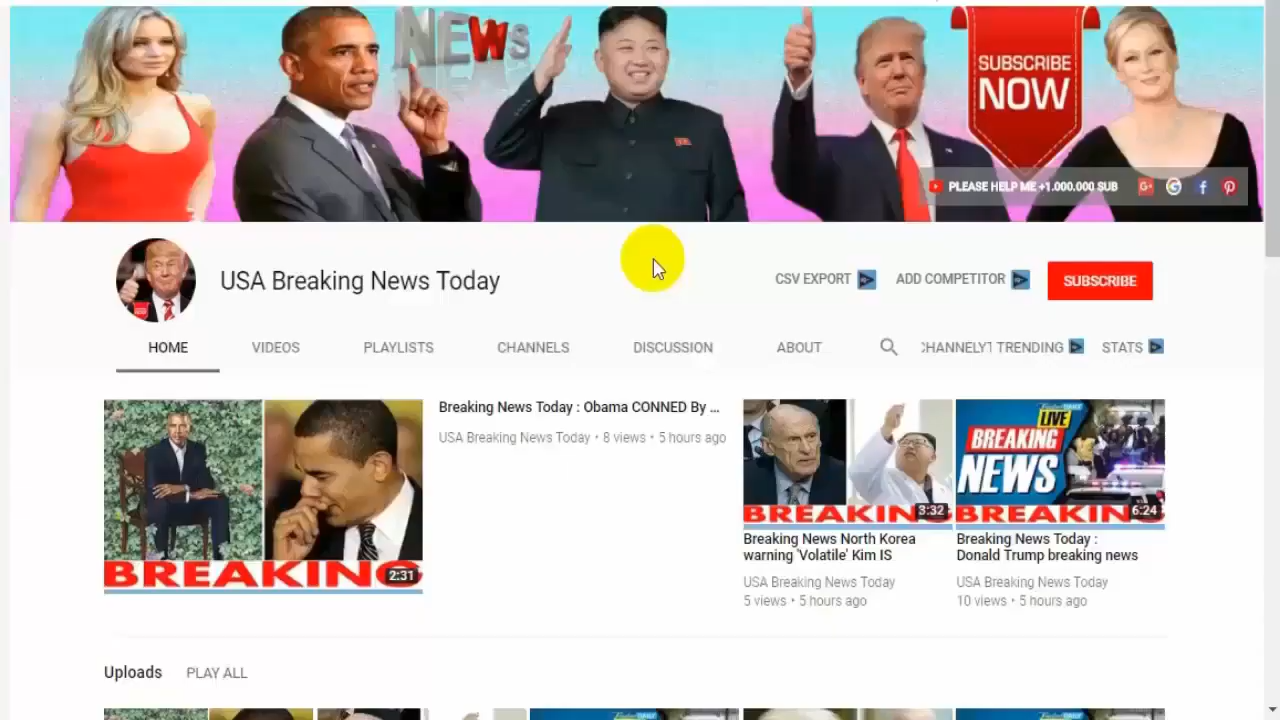 NEWS
SUBSCRIBE
NOW
PLEASE HELP ME +1.000.000 SUB
USA Breaking News Today
CSV EXPORT
ADD COMPETITOR
SUBSCRIBE
HOME
VIDEOS
PLAYLISTS
CHANNELS
DISCUSSION
ABOUT
TRENDING
STATS
Breaking News Today : Obama CONNED By ...
USA Breaking News Today • 8 views • 5 hours ago
BREAKING
2:31
BREAKIN
3:32
Breaking News North Korea
warning 'Volatile' Kim IS
USA Breaking News Today
5 views • 5 hours ago
LIVE
BREAKING
NEWS
BREAKIN
6:24
Breaking News Today :
Donald Trump breaking news
USA Breaking News Today
10 views • 5 hours ago
Uploads
PLAY ALL